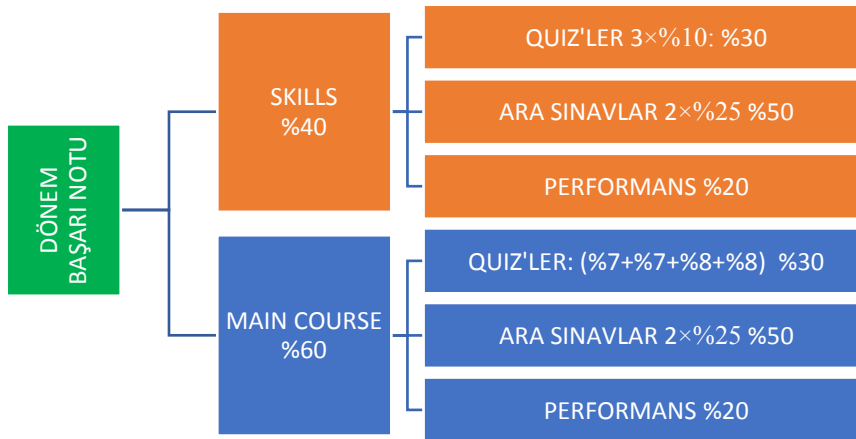 DÖNEM
BAŞARI NOTU
SKILLS
%40
QUIZ'LER 3×%10: %30
ARA SINAVLAR 2×%25 %50
PERFORMANS %20
MAIN COURSE
%60
QUIZ'LER: (%7+%7+%8+%8) %30
ARA SINAVLAR 2×%25 %50
PERFORMANS %20